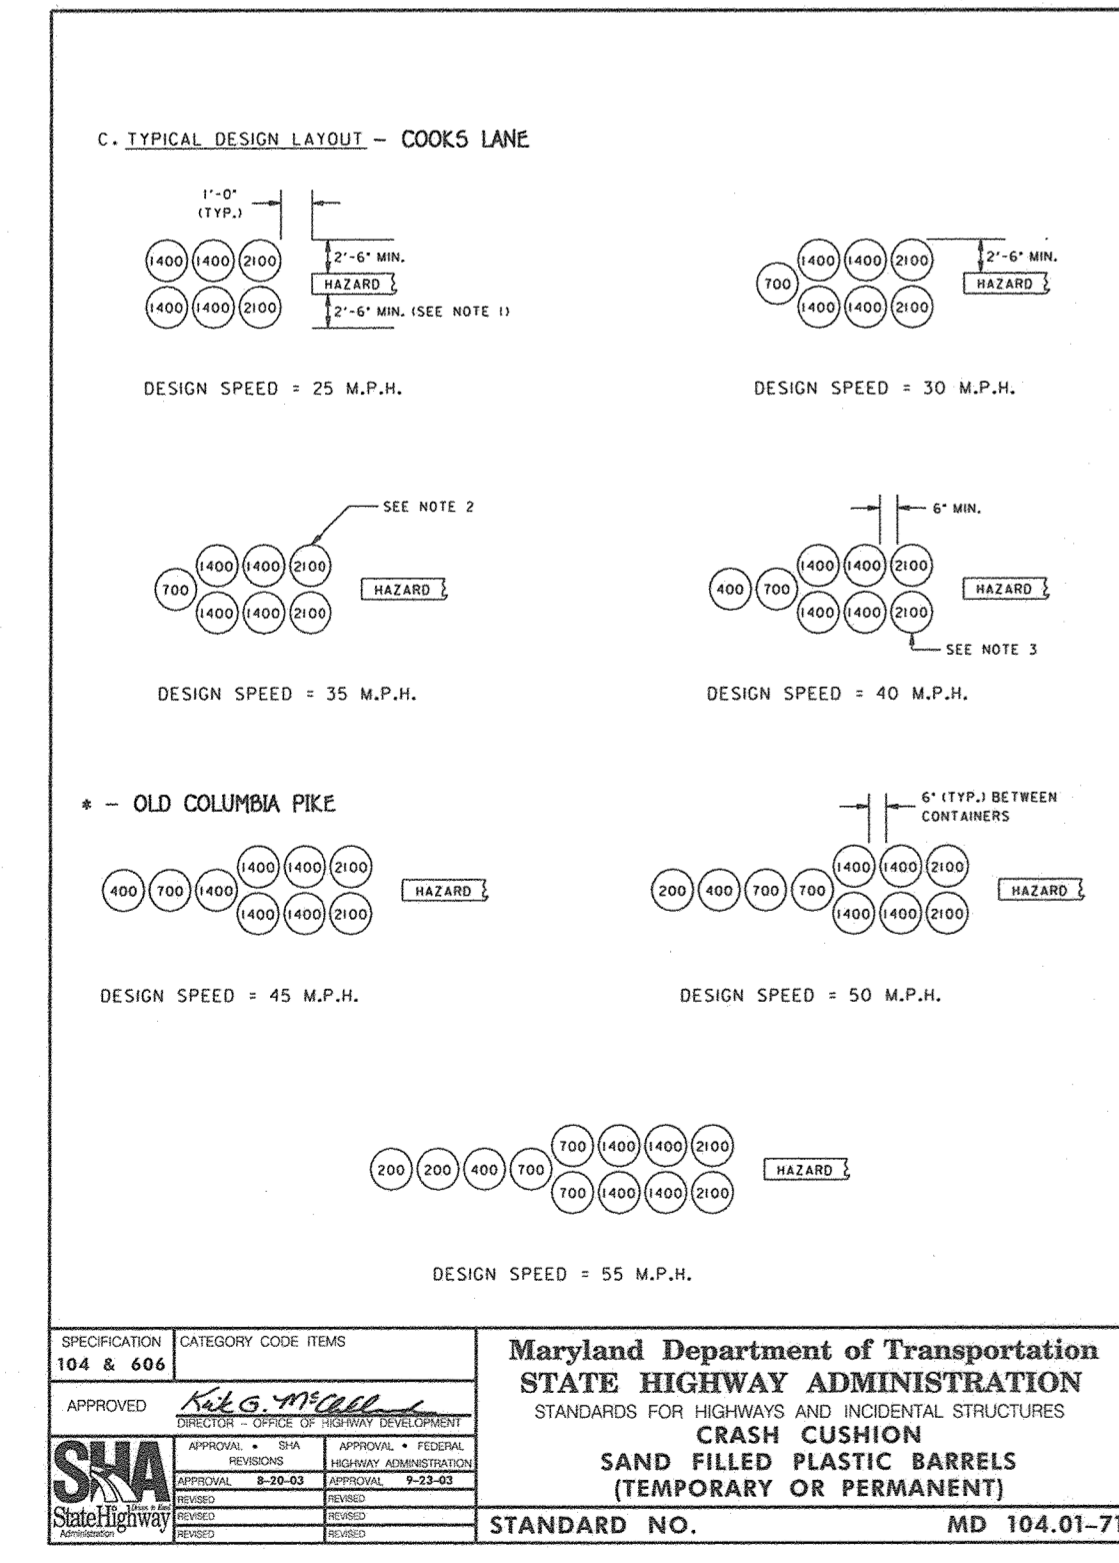 C. TYPICAL DESIGN LAYOUT - COOKS LANE
1'-0"
(TYP.)
1400 1400 2100
2'-6" MIN.
HAZARD
1400 1400 2100
2'-6" MIN. (SEE NOTE 1)
DESIGN SPEED = 25 M.P.H.
1400 1400 2100
2'-6" MIN.
700
HAZARD
1400 1400 2100
DESIGN SPEED = 30 M.P.H.
SEE NOTE 2
1400 1400 2100
700
HAZARD
1400 1400 2100
DESIGN SPEED = 35 M.P.H.
6" MIN.
1400 1400 2100
400 700
HAZARD
1400 1400 2100
SEE NOTE 3
DESIGN SPEED = 40 M.P.H.
* - OLD COLUMBIA PIKE
1400 1400 2100
400 700 1400
HAZARD
1400 1400 2100
DESIGN SPEED = 45 M.P.H.
6" (TYP.) BETWEEN
CONTAINERS
1400 1400 2100
200 400 700 700
HAZARD
1400 1400 2100
DESIGN SPEED = 50 M.P.H.
700 1400 1400 2100
200 200 400 700
HAZARD
700 1400 1400 2100
DESIGN SPEED = 55 M.P.H.
SPECIFICATION
104 & 606
CATEGORY CODE ITEMS
APPROVED
Kirk G. McClelland
DIRECTOR - OFFICE OF HIGHWAY DEVELOPMENT
SHA
StateHighway
Administration
APPROVAL • SHA
REVISIONS
APPROVAL • FEDERAL
HIGHWAY ADMINISTRATION
APPROVAL 8-20-03
APPROVAL 9-23-03
REVISED
REVISED
REVISED
REVISED
REVISED
REVISED
Maryland Department of Transportation
STATE HIGHWAY ADMINISTRATION
STANDARDS FOR HIGHWAYS AND INCIDENTAL STRUCTURES
CRASH CUSHION
SAND FILLED PLASTIC BARRELS
(TEMPORARY OR PERMANENT)
STANDARD NO. MD 104.01-71